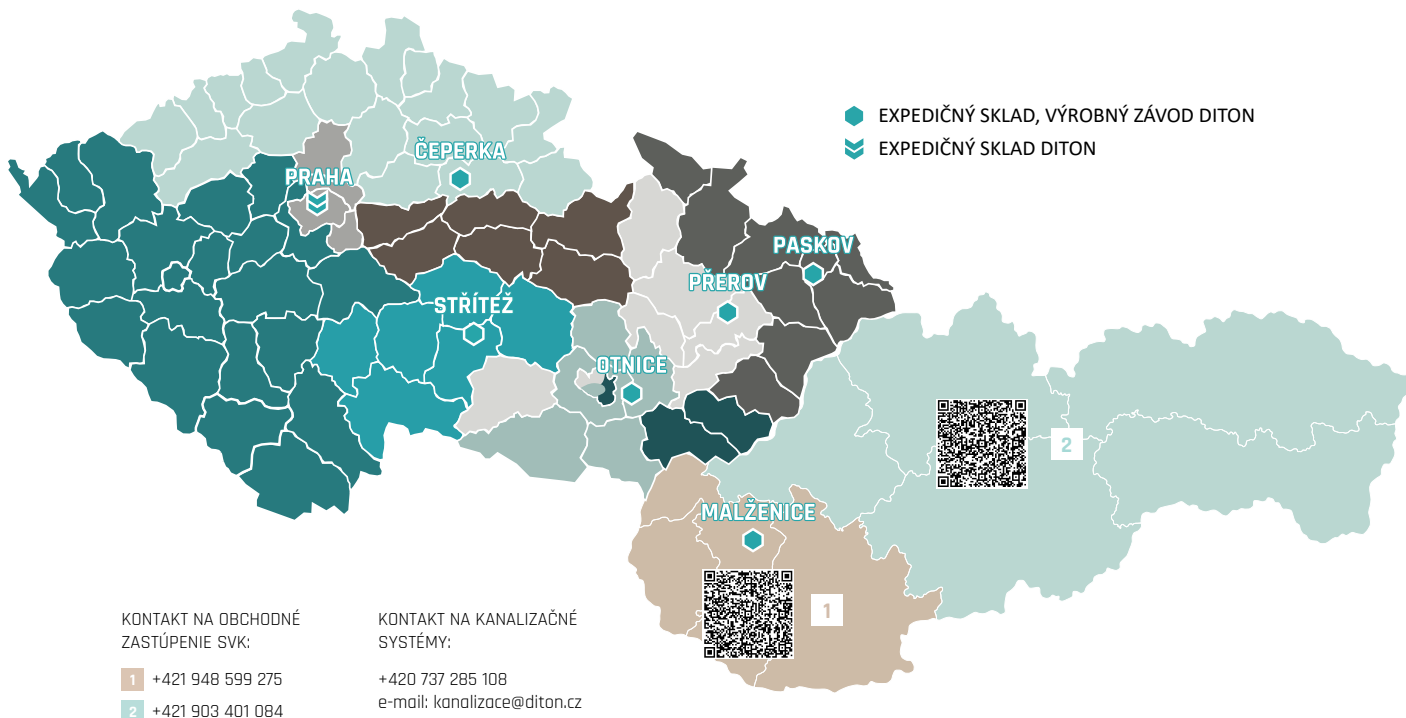 EXPEDIČNÝ SKLAD, VÝROBNÝ ZÁVOD DITON
EXPEDIČNÝ SKLAD DITON
ČEPERKA
PRAHA
PASKOV
PŘEROV
STŘÍTEŽ
OTNICE
2
MALŽENICE
1
KONTAKT NA OBCHODNÉ
ZASTÚPENIE SVK:
1 +421 948 599 275
2 +421 903 401 084
KONTAKT NA KANALIZAČNÉ
SYSTÉMY:
+420 737 285 108
e-mail: kanalizace@diton.cz